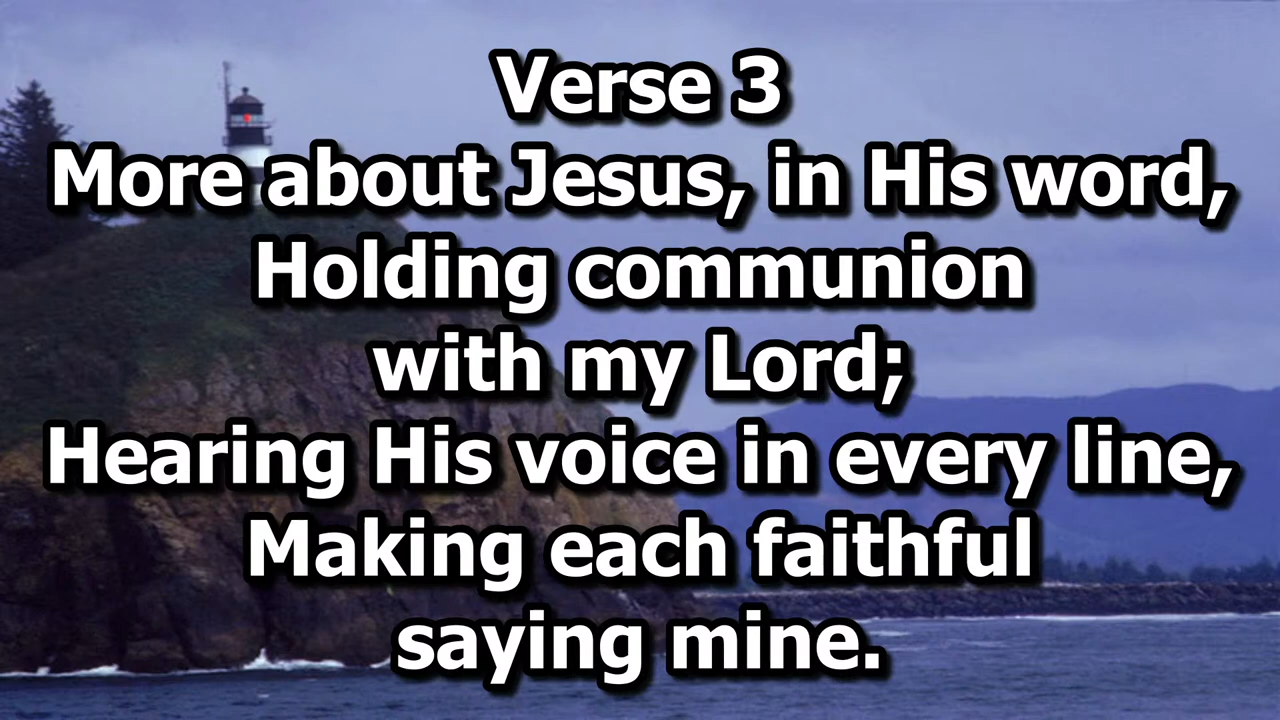 Verse 3
More about Jesus, in His word,
Holding communion
with my Lord;
Hearing His voice in every line,
Making each faithful
saying mine.